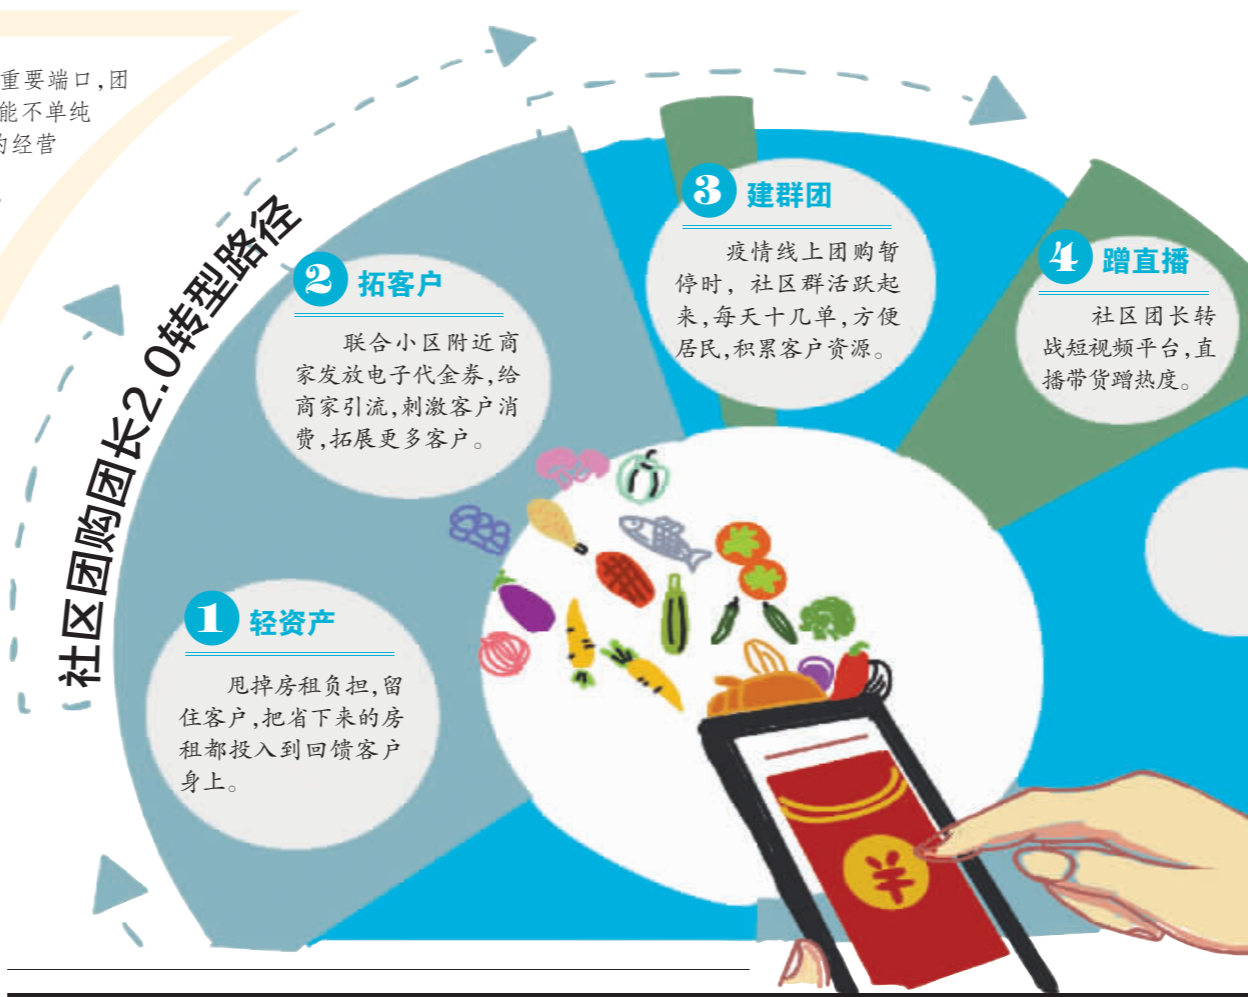 重要端口,团
能不单纯
的经营
社区团购团长2.0转型路径
1 轻资产
甩掉房租负担,留
住客户,把省下来的房
租都投入到回馈客户
身上。
2 拓客户
联合小区附近商
家发放电子代金券,给
商家引流,刺激客户消
费,拓展更多客户。
3 建群团
疫情线上团购暂
停时，社区群活跃起
来,每天十几单,方便
居民,积累客户资源。
4 蹭直播
社区团长转
战短视频平台,直
播带货蹭热度。
¥